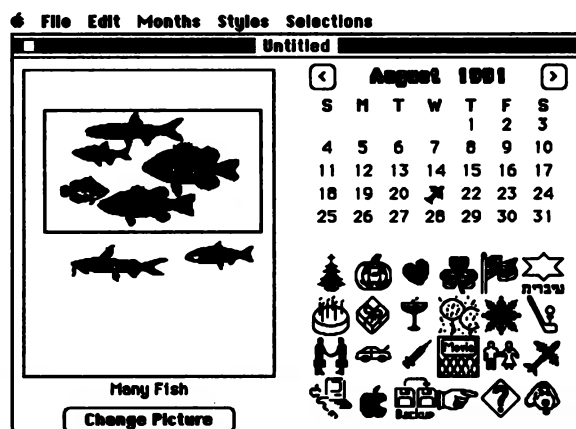 File Edit Months Styles Selections
Untitled
< August 1991 >
S M T W T F S
1 2 3
4 5 6 7 8 9 10
11 12 13 14 15 16 17
18 19 20 22 23 24
25 26 27 28 29 30 31
עיברית
Movie
?
Backup
Many Fish
Change Picture